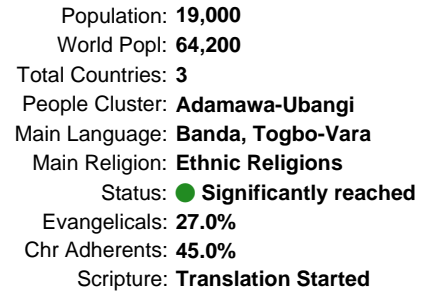 Population: 19,000
World Popl: 64,200
Total Countries: 3
People Cluster: Adamawa-Ubangi
Main Language: Banda, Togbo-Vara
Main Religion: Ethnic Religions
Status: Significantly reached
Evangelicals: 27.0%
Chr Adherents: 45.0%
Scripture: Translation Started